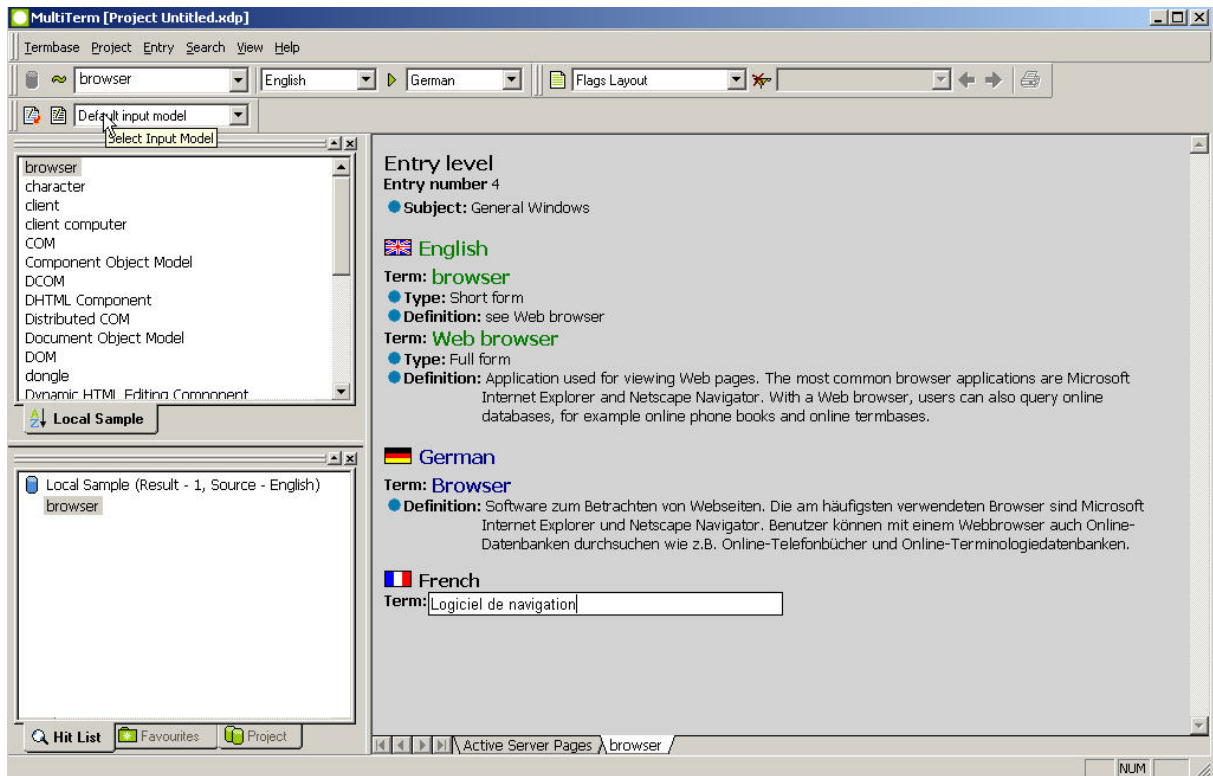 MultiTerm [Project Untitled.xdp]
Termbase Project Entry Search View Help
browser English German Flags Layout
Default input model
Select Input Model
browser
character
client
client computer
COM
Component Object Model
DCOM
DHTML Component
Distributed COM
Document Object Model
DOM
dongle
Dynamic HTML Editing Component
Local Sample
Local Sample (Result - 1, Source - English)
browser
Hit List Favourites Project
Entry level
Entry number 4
Subject: General Windows
English
Term: browser
Type: Short form
Definition: see Web browser
Term: Web browser
Type: Full form
Definition: Application used for viewing Web pages. The most common browser applications are Microsoft
Internet Explorer and Netscape Navigator. With a Web browser, users can also query online
databases, for example online phone books and online termbases.
German
Term: Browser
Definition: Software zum Betrachten von Webseiten. Die am häufigsten verwendeten Browser sind Microsoft
Internet Explorer und Netscape Navigator. Benutzer können mit einem Webbrowser auch Online-
Datenbanken durchsuchen wie z.B. Online-Telefonbücher und Online-Terminologiedatenbanken.
French
Term: Logiciel de navigation
Active Server Pages browser
NUM